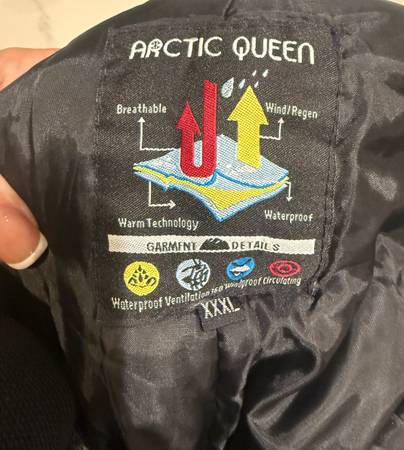 ARCTIC QUEEN
Breathable
Wind/Regen
Warm Technology
Waterproof
GARMENT DETAILS
Waterproof Ventilation Windproof Circulating
XXXL